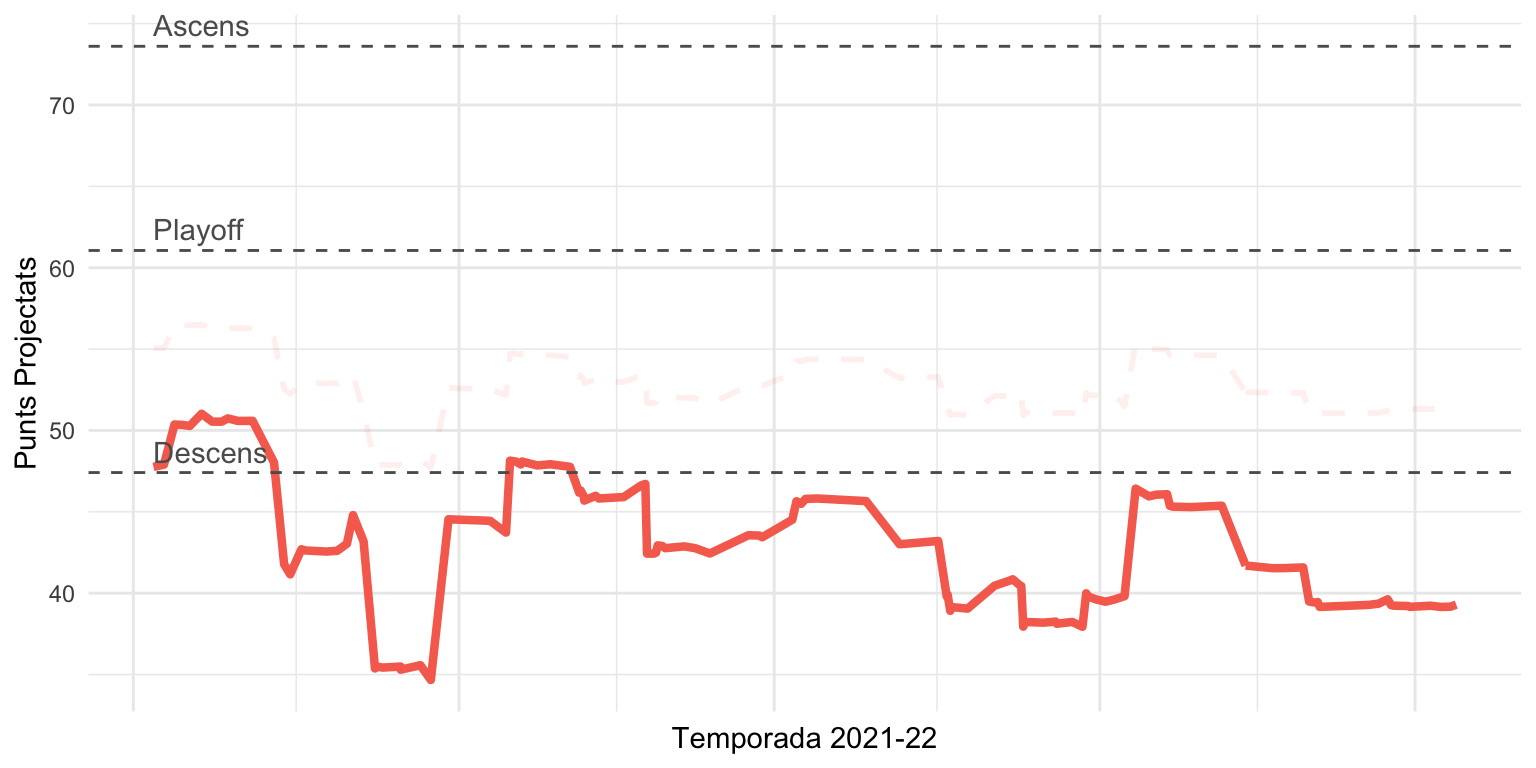 Ascens
70
Playoff
60
50
Descens
40
Punts Projectats
Temporada 2021-22